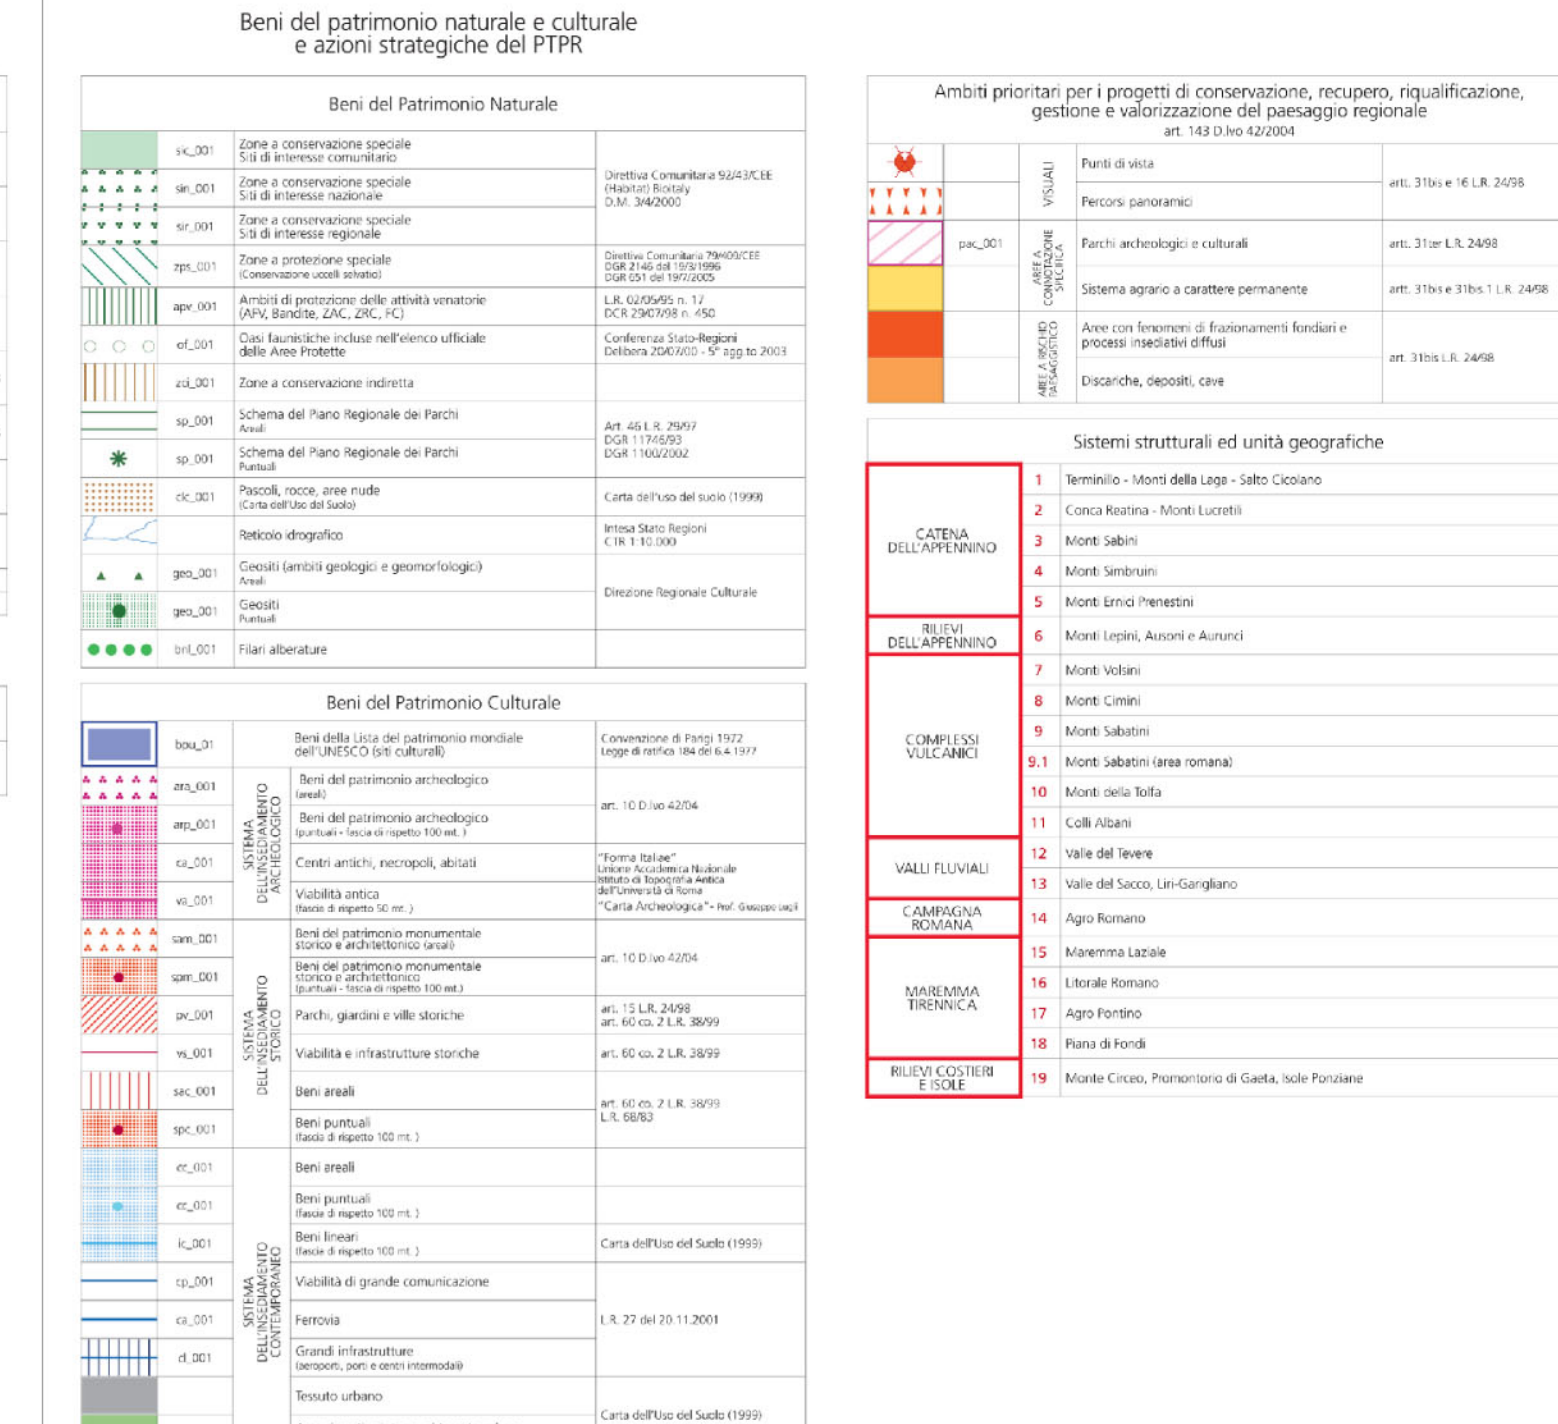 Beni del patrimonio naturale e culturale
e azioni strategiche del PTPR
Beni del Patrimonio Naturale
sic_001
Zone a conservazione speciale
Siti di interesse comunitario
Direttiva Comunitaria 92/43/CEE
(Habitat) Bioitaly
D.M. 3/4/2000
sin_001
Zone a conservazione speciale
Siti di interesse nazionale
sir_001
Zone a conservazione speciale
Siti di interesse regionale
zps_001
Zone a protezione speciale
(Conservazione uccelli selvatici)
Direttiva Comunitaria 79/409/CEE
DGR 2146 del 19/3/1996
DGR 651 del 19/7/2005
apv_001
Ambiti di protezione delle attività venatorie
(AFV, Bandite, ZAC, ZRC, FC)
L.R. 02/05/95 n. 17
DCR 29/07/98 n. 450
of_001
Oasi faunistiche incluse nell'elenco ufficiale
delle Aree Protette
Conferenza Stato-Regioni
Delibera 20/07/00 - 5° agg.to 2003
zci_001
Zone a conservazione indiretta
sp_001
Schema del Piano Regionale dei Parchi
Areali
Art. 46 L.R. 29/97
DGR 11746/93
DGR 1100/2002
sp_001
Schema del Piano Regionale dei Parchi
Puntuali
clc_001
Pascoli, rocce, aree nude
(Carta dell'Uso del Suolo)
Carta dell'uso del suolo (1999)
Reticolo idrografico
Intesa Stato Regioni
CTR 1:10.000
geo_001
Geositi (ambiti geologici e geomorfologici)
Areali
Direzione Regionale Culturale
geo_001
Geositi
Puntuali
bnl_001
Filari alberature
Beni del Patrimonio Culturale
bpu_01
Beni della Lista del patrimonio mondiale
dell'UNESCO (siti culturali)
Convenzione di Parigi 1972
Legge di ratifica 184 del 6.4.1977
SISTEMA
DELL'INSEDIAMENTO
ARCHEOLOGICO
ara_001
Beni del patrimonio archeologico
(areali)
art. 10 D.lvo 42/04
arp_001
Beni del patrimonio archeologico
(puntuali - fascia di rispetto 100 mt. )
ca_001
Centri antichi, necropoli, abitati
"Forma Italiae"
Unione Accademica Nazionale
Istituto di Topografia Antica
dell'Università di Roma
"Carta Archeologica" - Prof. Giuseppe Lugli
va_001
Viabilità antica
(fascia di rispetto 50 mt. )
SISTEMA
DELL'INSEDIAMENTO
STORICO
sam_001
Beni del patrimonio monumentale
storico e architettonico (areali)
art. 10 D.lvo 42/04
spm_001
Beni del patrimonio monumentale
storico e architettonico
(puntuali - fascia di rispetto 100 mt.)
pv_001
Parchi, giardini e ville storiche
art. 15 L.R. 24/98
art. 60 co. 2 L.R. 38/99
vs_001
Viabilità e infrastrutture storiche
art. 60 co. 2 L.R. 38/99
sac_001
Beni areali
art. 60 co. 2 L.R. 38/99
L.R. 68/83
spc_001
Beni puntuali
(fascia di rispetto 100 mt. )
SISTEMA
DELL'INSEDIAMENTO
CONTEMPORANEO
cc_001
Beni areali
cc_001
Beni puntuali
(fascia di rispetto 100 mt. )
ic_001
Beni lineari
(fascia di rispetto 100 mt. )
Carta dell'Uso del Suolo (1999)
cp_001
Viabilità di grande comunicazione
L.R. 27 del 20.11.2001
ca_001
Ferrovia
cl_001
Grandi infrastrutture
(aeroporti, porti e centri intermodali)
Tessuto urbano
Carta dell'Uso del Suolo (1999)
Ambiti prioritari per i progetti di conservazione, recupero, riqualificazione,
gestione e valorizzazione del paesaggio regionale
art. 143 D.lvo 42/2004
VISUALI
Punti di vista
artt. 31bis e 16 L.R. 24/98
Percorsi panoramici
AREE A
CONNOTAZIONE
SPECIFICA
pac_001
Parchi archeologici e culturali
artt. 31ter L.R. 24/98
Sistema agrario a carattere permanente
artt. 31bis e 31bis.1 L.R. 24/98
AREE A RISCHIO
PAESAGGISTICO
Aree con fenomeni di frazionamenti fondiari e
processi insediativi diffusi
art. 31bis L.R. 24/98
Discariche, depositi, cave
Sistemi strutturali ed unità geografiche
CATENA
DELL'APPENNINO
1 Terminillo - Monti della Laga - Salto Cicolano
2 Conca Reatina - Monti Lucretili
3 Monti Sabini
4 Monti Simbruini
5 Monti Ernici Prenestini
RILIEVI
DELL'APPENNINO
6 Monti Lepini, Ausoni e Aurunci
COMPLESSI
VULCANICI
7 Monti Volsini
8 Monti Cimini
9 Monti Sabatini
9.1 Monti Sabatini (area romana)
10 Monti della Tolfa
11 Colli Albani
VALLI FLUVIALI
12 Valle del Tevere
13 Valle del Sacco, Liri-Garigliano
CAMPAGNA
ROMANA
14 Agro Romano
MAREMMA
TIRENNICA
15 Maremma Laziale
16 Litorale Romano
17 Agro Pontino
18 Piana di Fondi
RILIEVI COSTIERI
E ISOLE
19 Monte Circeo, Promontorio di Gaeta, Isole Ponziane